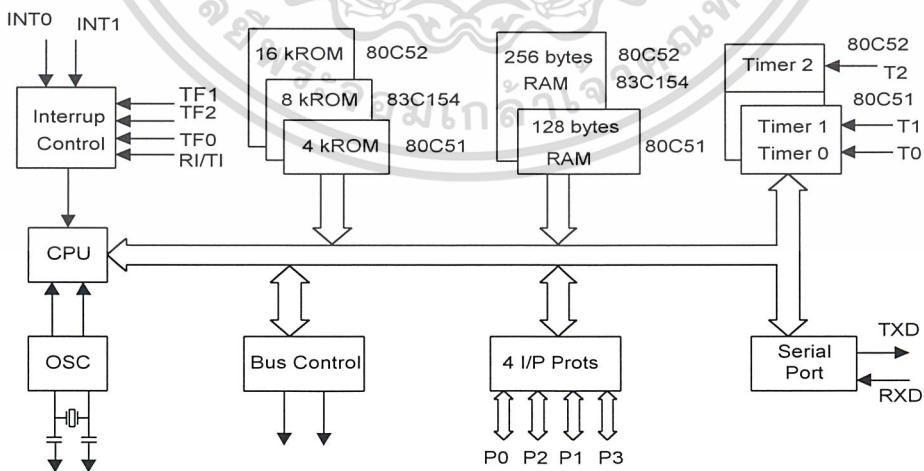 INT0
INT1
Interrup
Control
TF1
TF2
TF0
RI/TI
16 kROM
80C52
8 kROM
83C154
4 kROM
80C51
256 bytes
RAM
80C52
83C154
128 bytes
RAM
80C51
Timer 2
80C52
T2
80C51
Timer 1
T1
Timer 0
T0
CPU
OSC
Bus Control
4 I/P Prots
P0 P2 P1 P3
Serial
Port
TXD
RXD